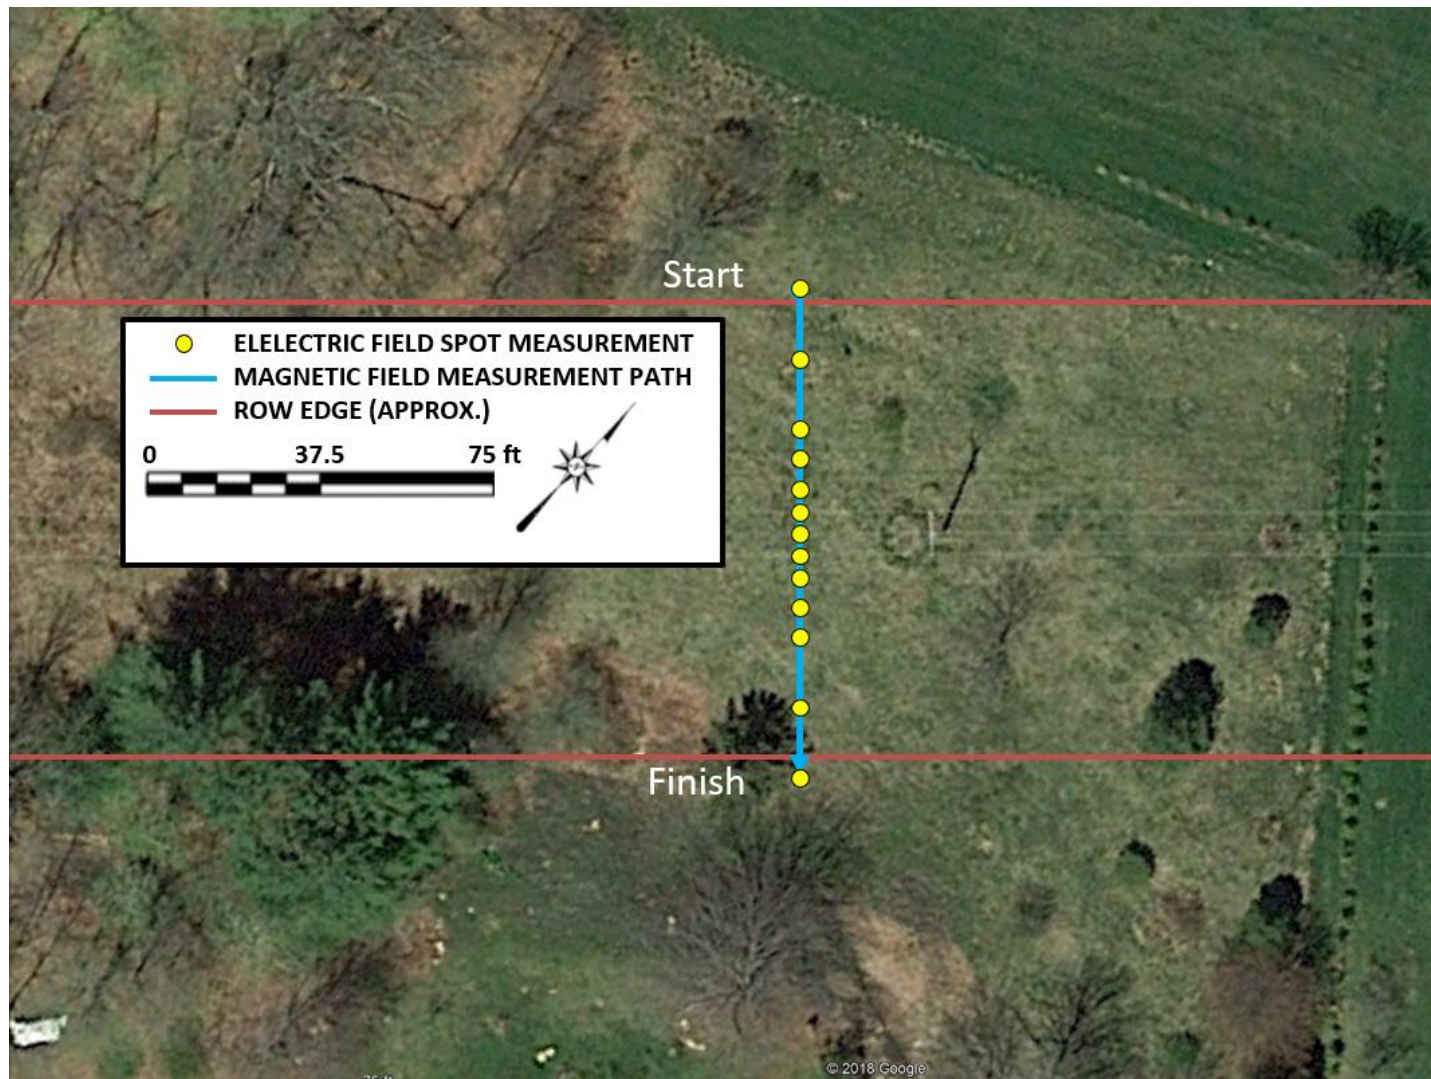 Start
ELELECTRIC FIELD SPOT MEASUREMENT
MAGNETIC FIELD MEASUREMENT PATH
ROW EDGE (APPROX.)
0 37.5 75 ft
Finish
© 2018 Google